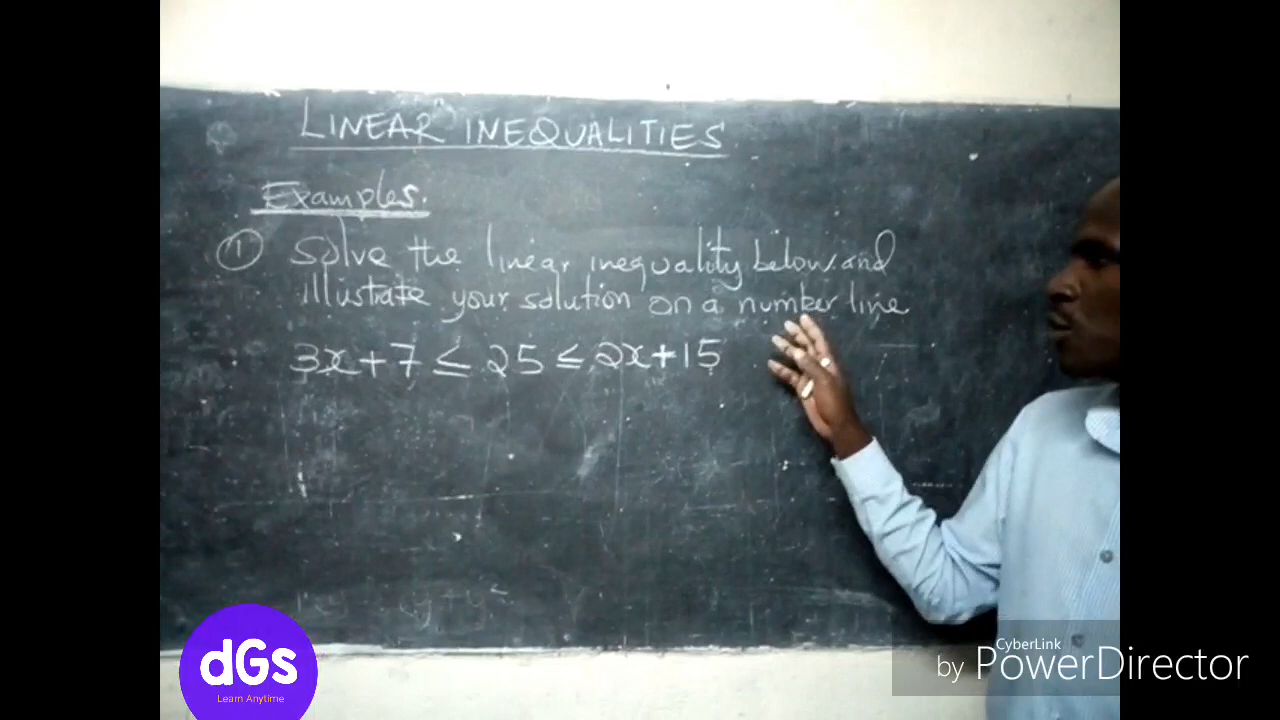 LINEAR INEQUALITIES
Examples.
① Solve the linear inequality below and
illustrate your solution on a number line
3x + 7 ≤ 25 ≤ 2x + 15
dGs
Learn Anytime
CyberLink
by PowerDirector